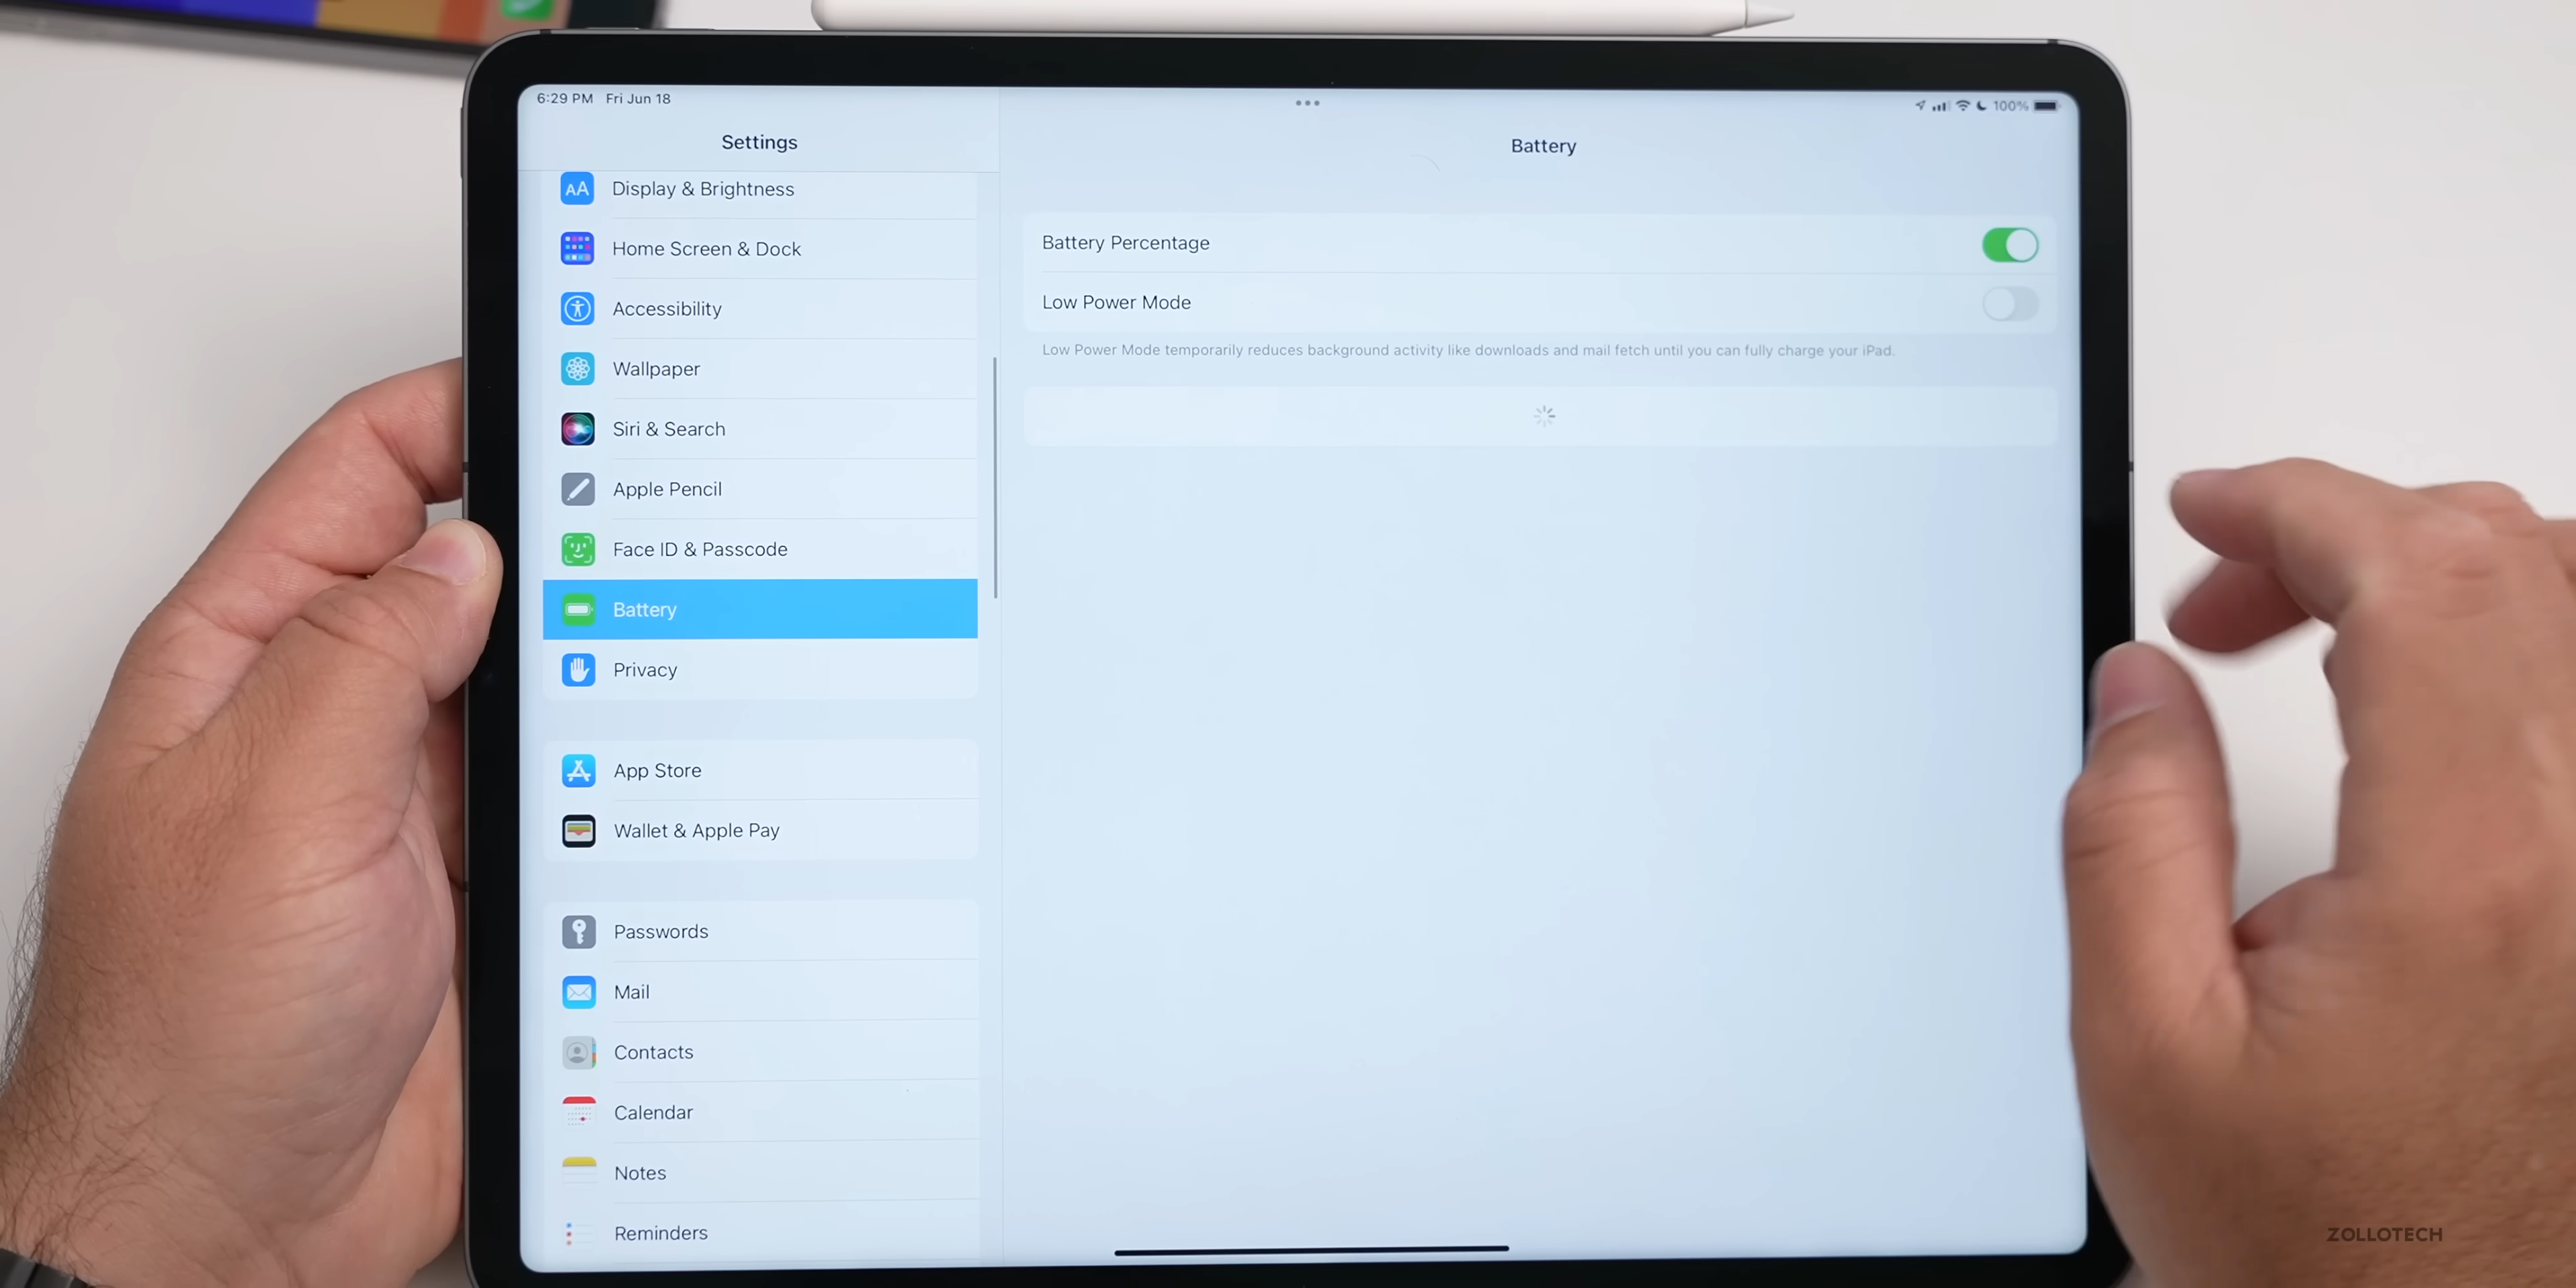 6:29 PM Fri Jun 18
100%
Settings
Display & Brightness
Home Screen & Dock
Accessibility
Wallpaper
Siri & Search
Apple Pencil
Face ID & Passcode
Battery
Privacy
App Store
Wallet & Apple Pay
Passwords
Mail
Contacts
Calendar
Notes
Reminders
Battery
Battery Percentage
Low Power Mode
Low Power Mode temporarily reduces background activity like downloads and mail fetch until you can fully charge your iPad.
ZOLLOTECH